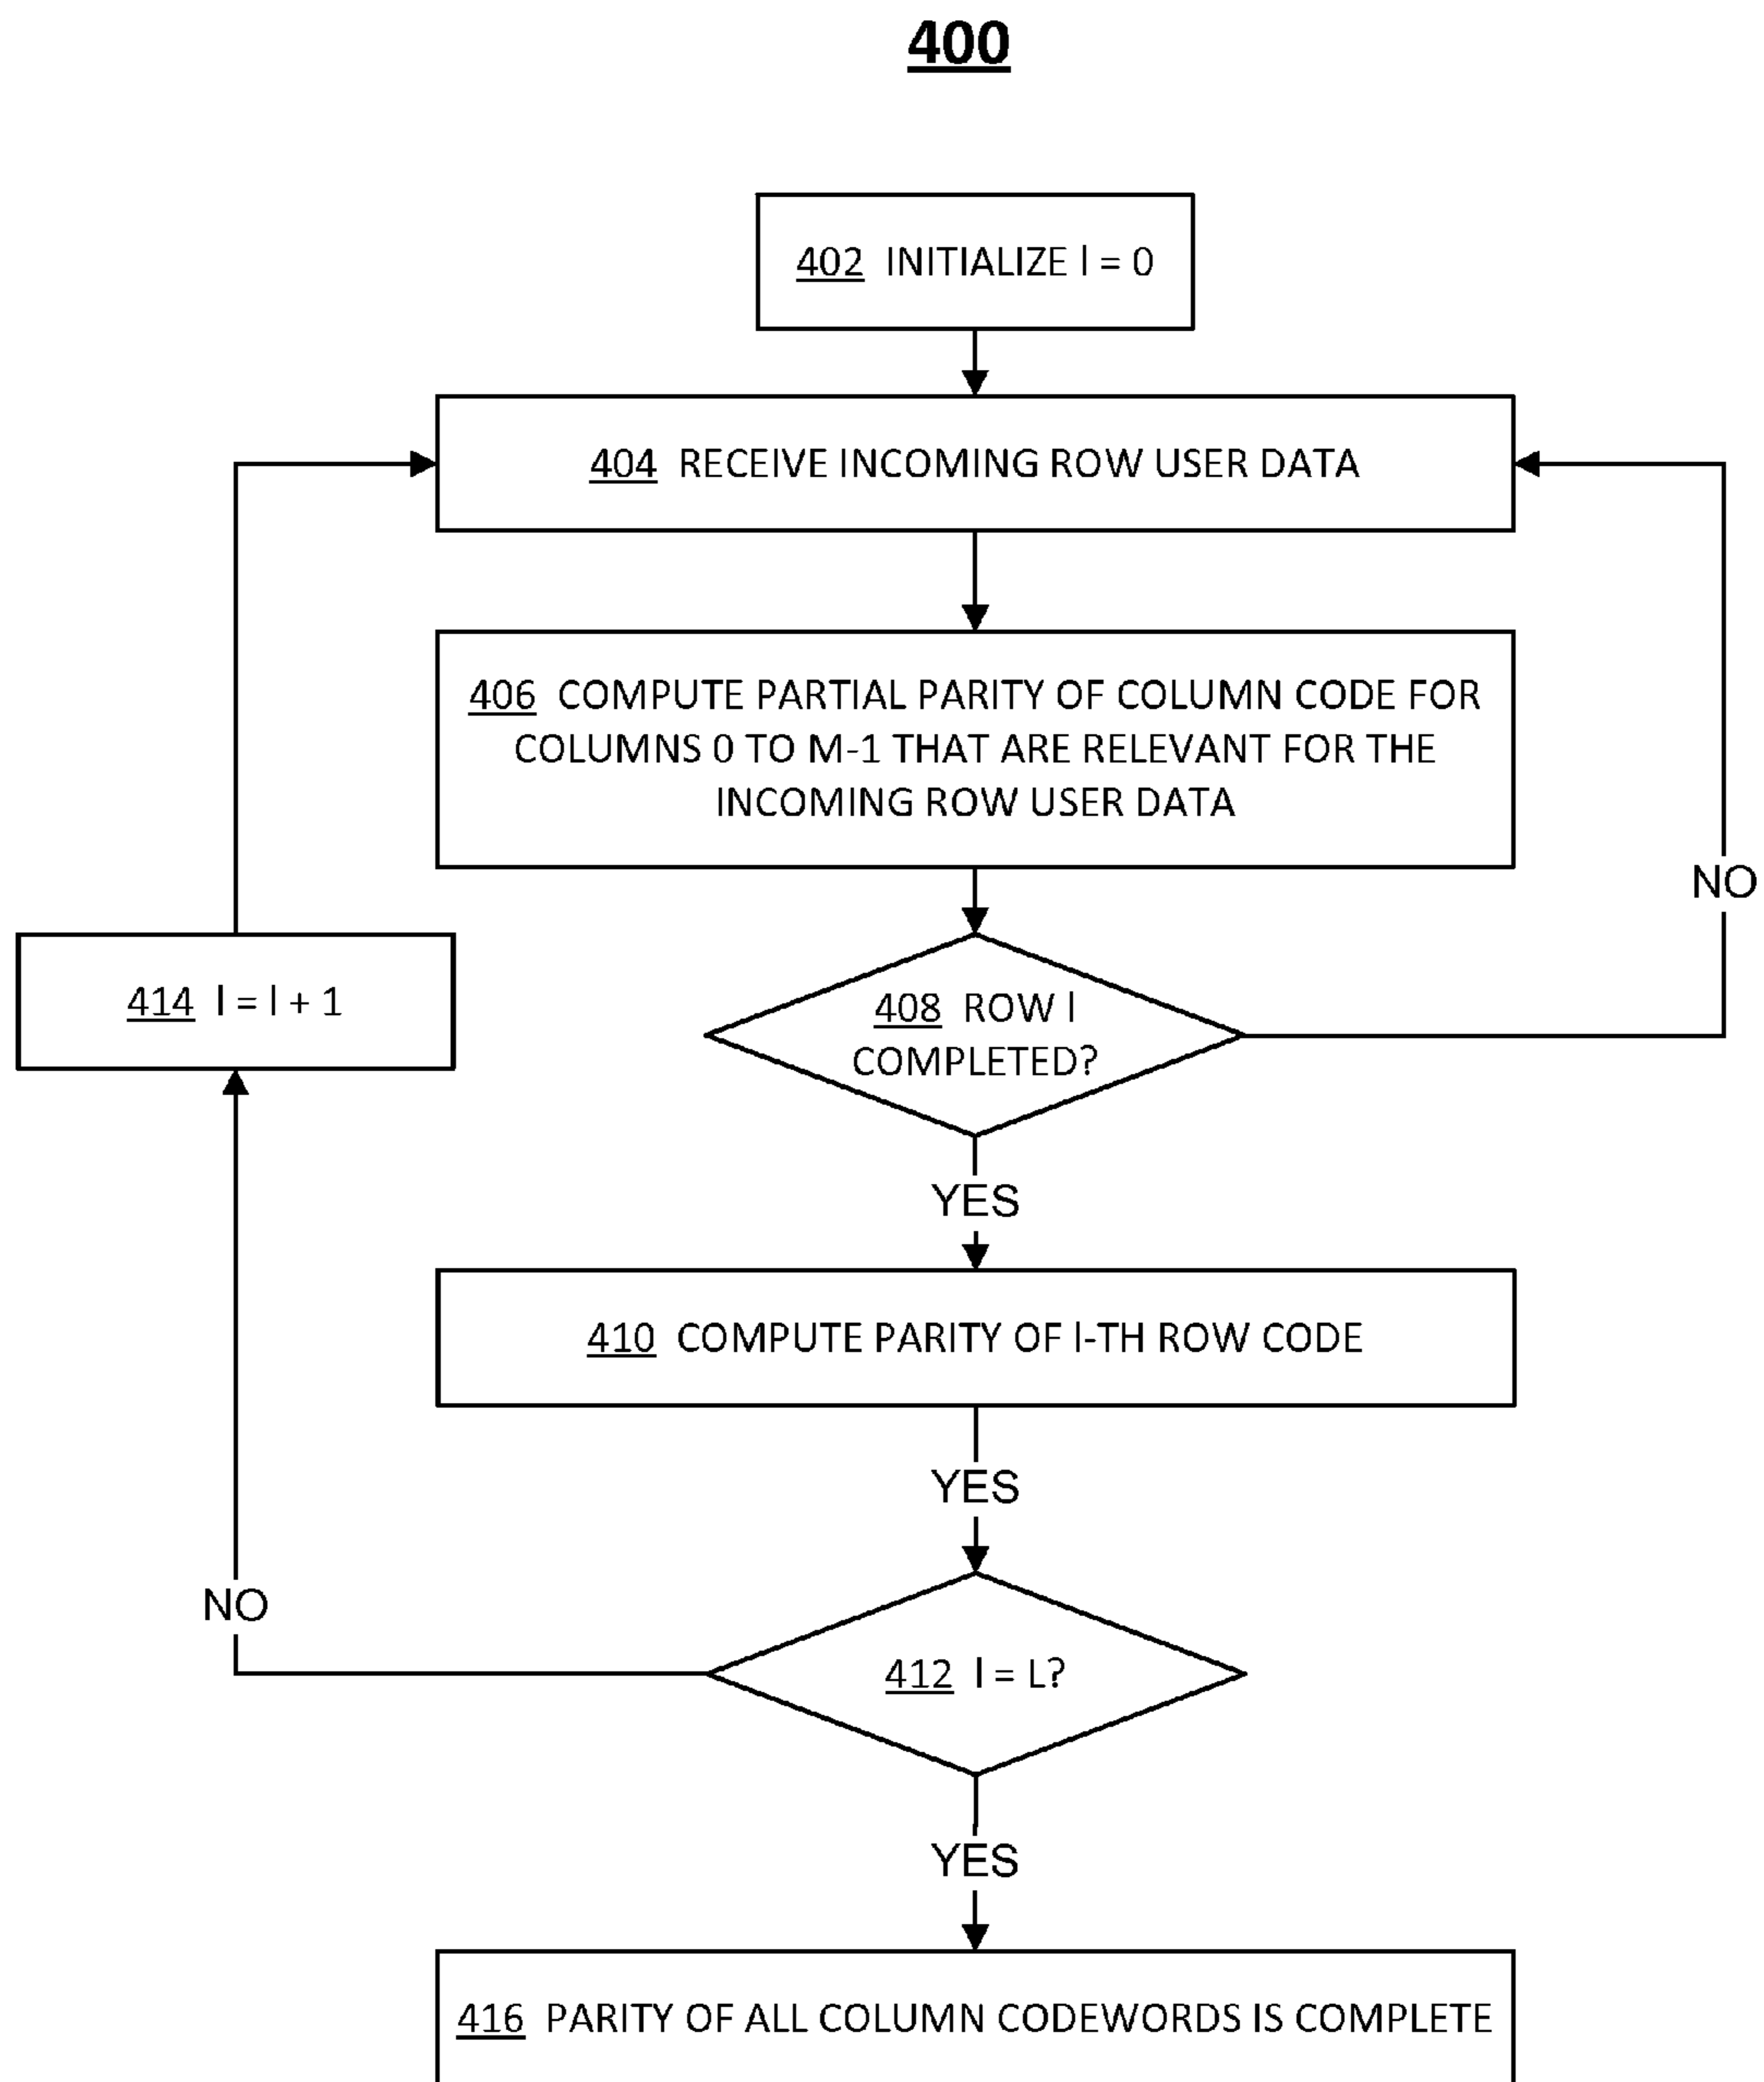 400
402 INITIALIZE l = 0
404 RECEIVE INCOMING ROW USER DATA
406 COMPUTE PARTIAL PARITY OF COLUMN CODE FOR
COLUMNS 0 TO M-1 THAT ARE RELEVANT FOR THE
INCOMING ROW USER DATA
NO
414 l = l + 1
408 ROW l
COMPLETED?
YES
410 COMPUTE PARITY OF l-TH ROW CODE
YES
NO
412 l = L?
YES
416 PARITY OF ALL COLUMN CODEWORDS IS COMPLETE